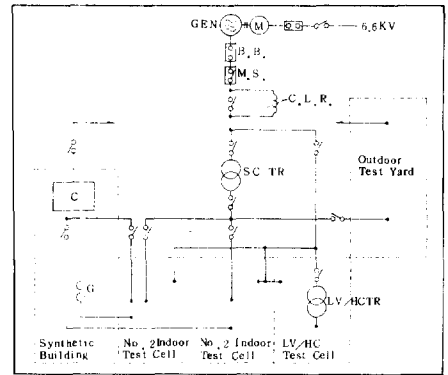 GEN M 6.6KV
B.B.
M.S.
C.L.R.
SC TR
Outdoor
Test Yard
C
G
LV/HCTR
Synthetic
Building
No. 2 Indoor
Test Cell
No. 2 Indoor
Test Cell
LV/HC
Test Cell